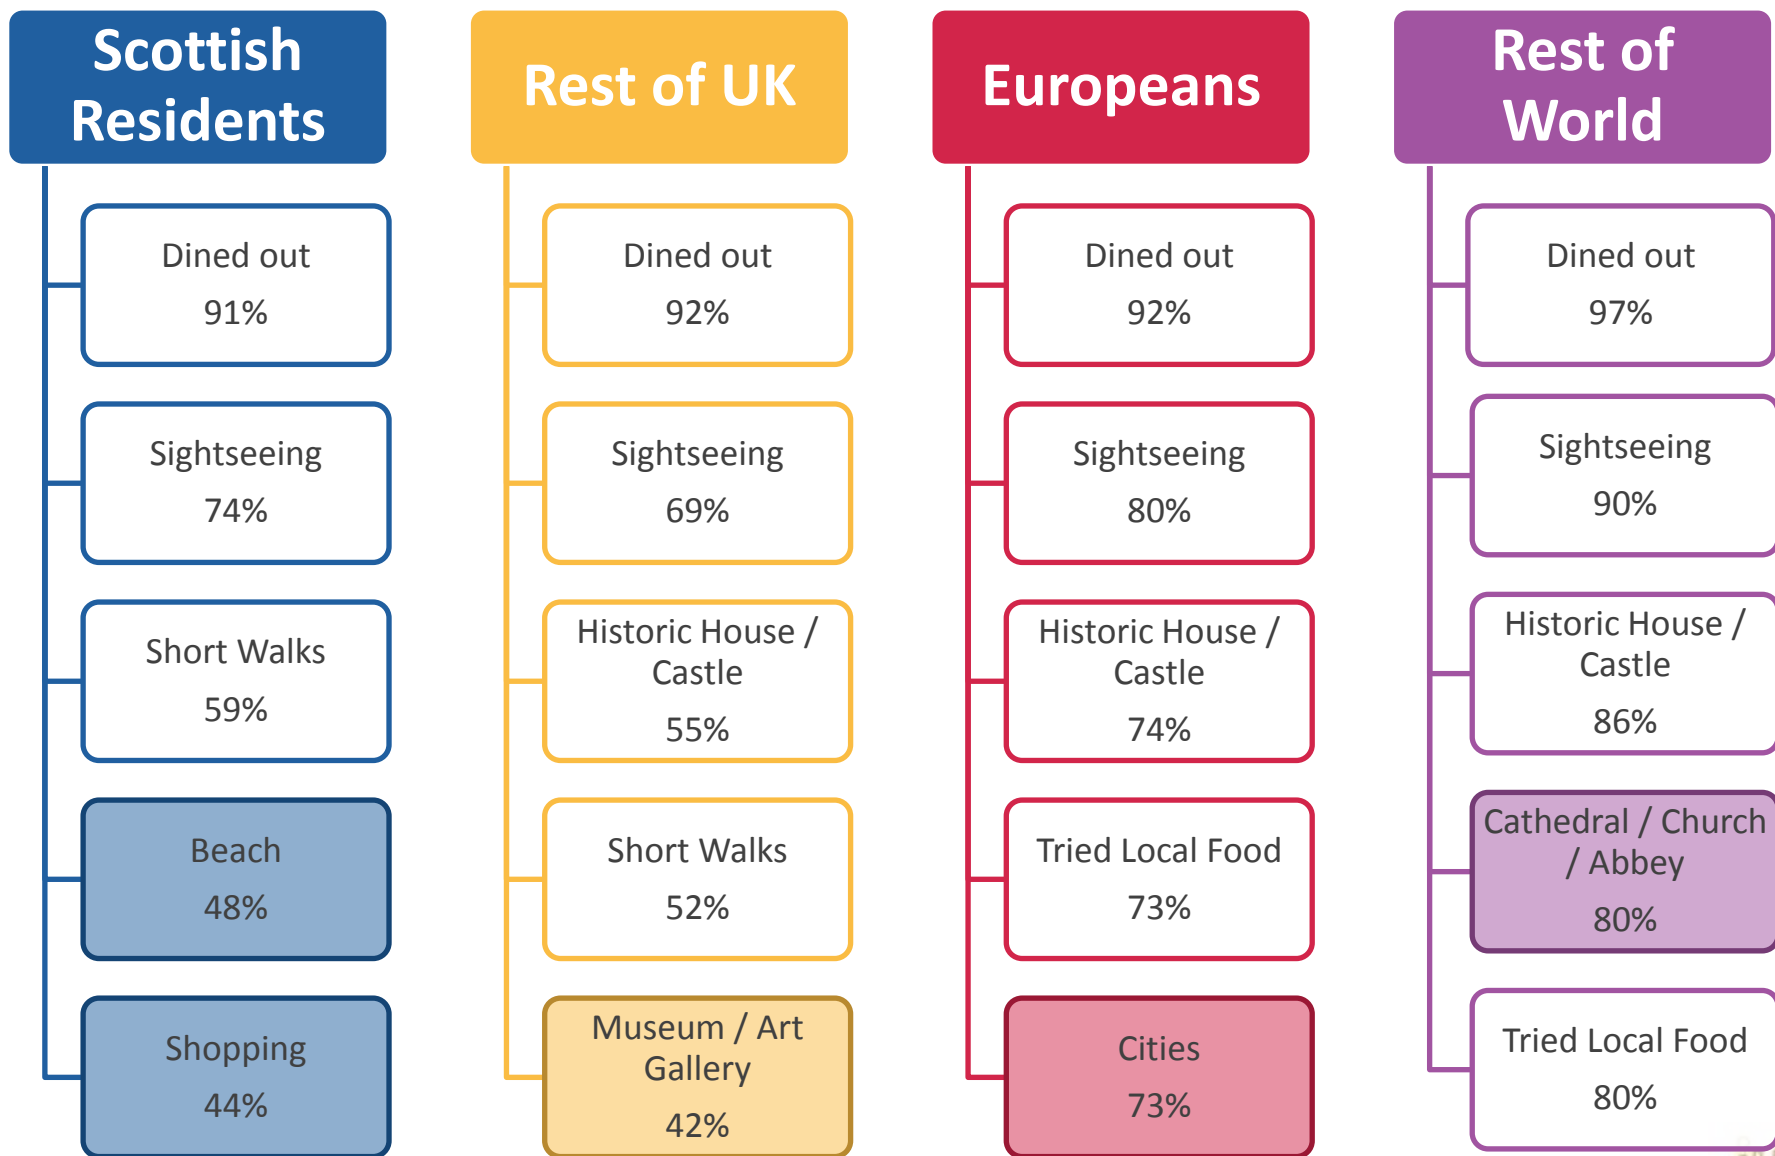 Scottish
Residents
Dined out
91%
Sightseeing
74%
Short Walks
59%
Beach
48%
Shopping
44%
Rest of UK
Dined out
92%
Sightseeing
69%
Historic House /
Castle
55%
Short Walks
52%
Museum / Art
Gallery
42%
Europeans
Dined out
92%
Sightseeing
80%
Historic House /
Castle
74%
Tried Local Food
73%
Cities
73%
Rest of
World
Dined out
97%
Sightseeing
90%
Historic House /
Castle
86%
Cathedral / Church
/ Abbey
80%
Tried Local Food
80%